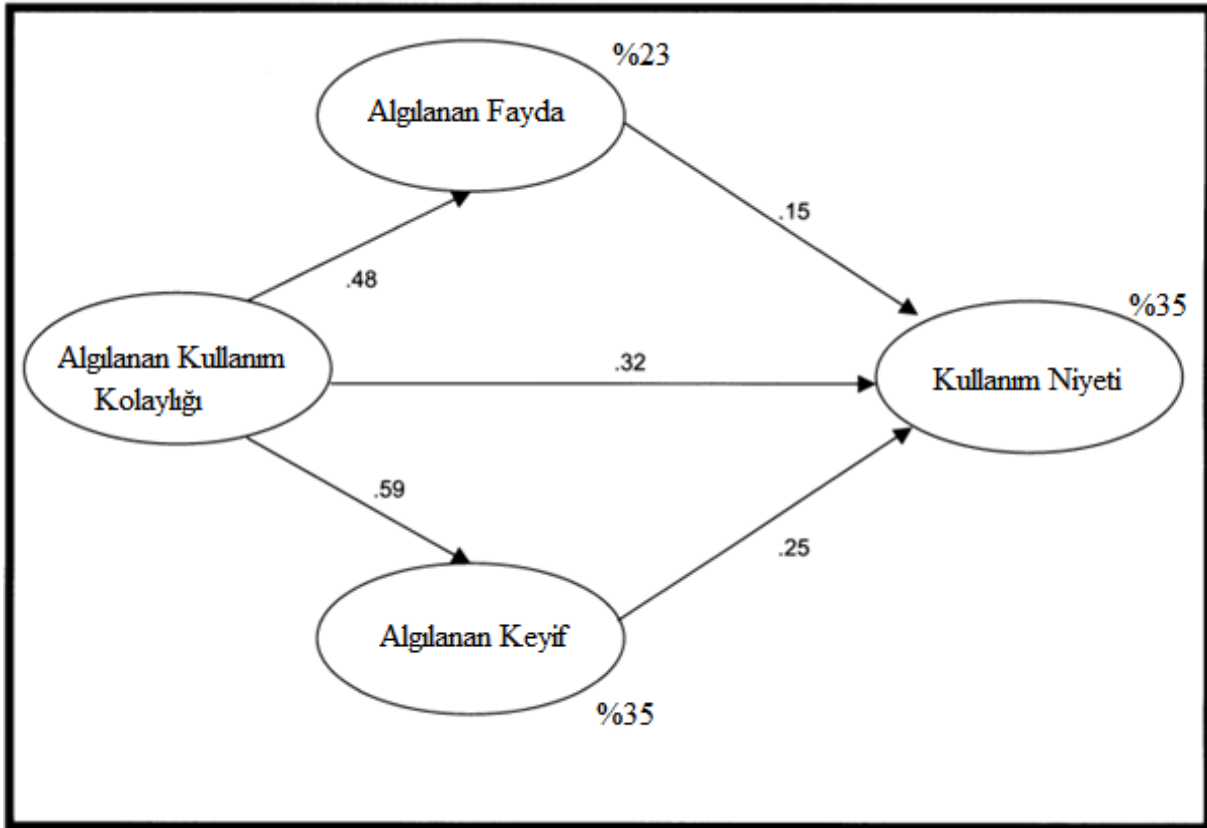 %23
Algılanan Fayda
.15
.48
%35
Algılanan Kullanım
Kolaylığı
.32
Kullanım Niyeti
.59
.25
Algılanan Keyif
%35